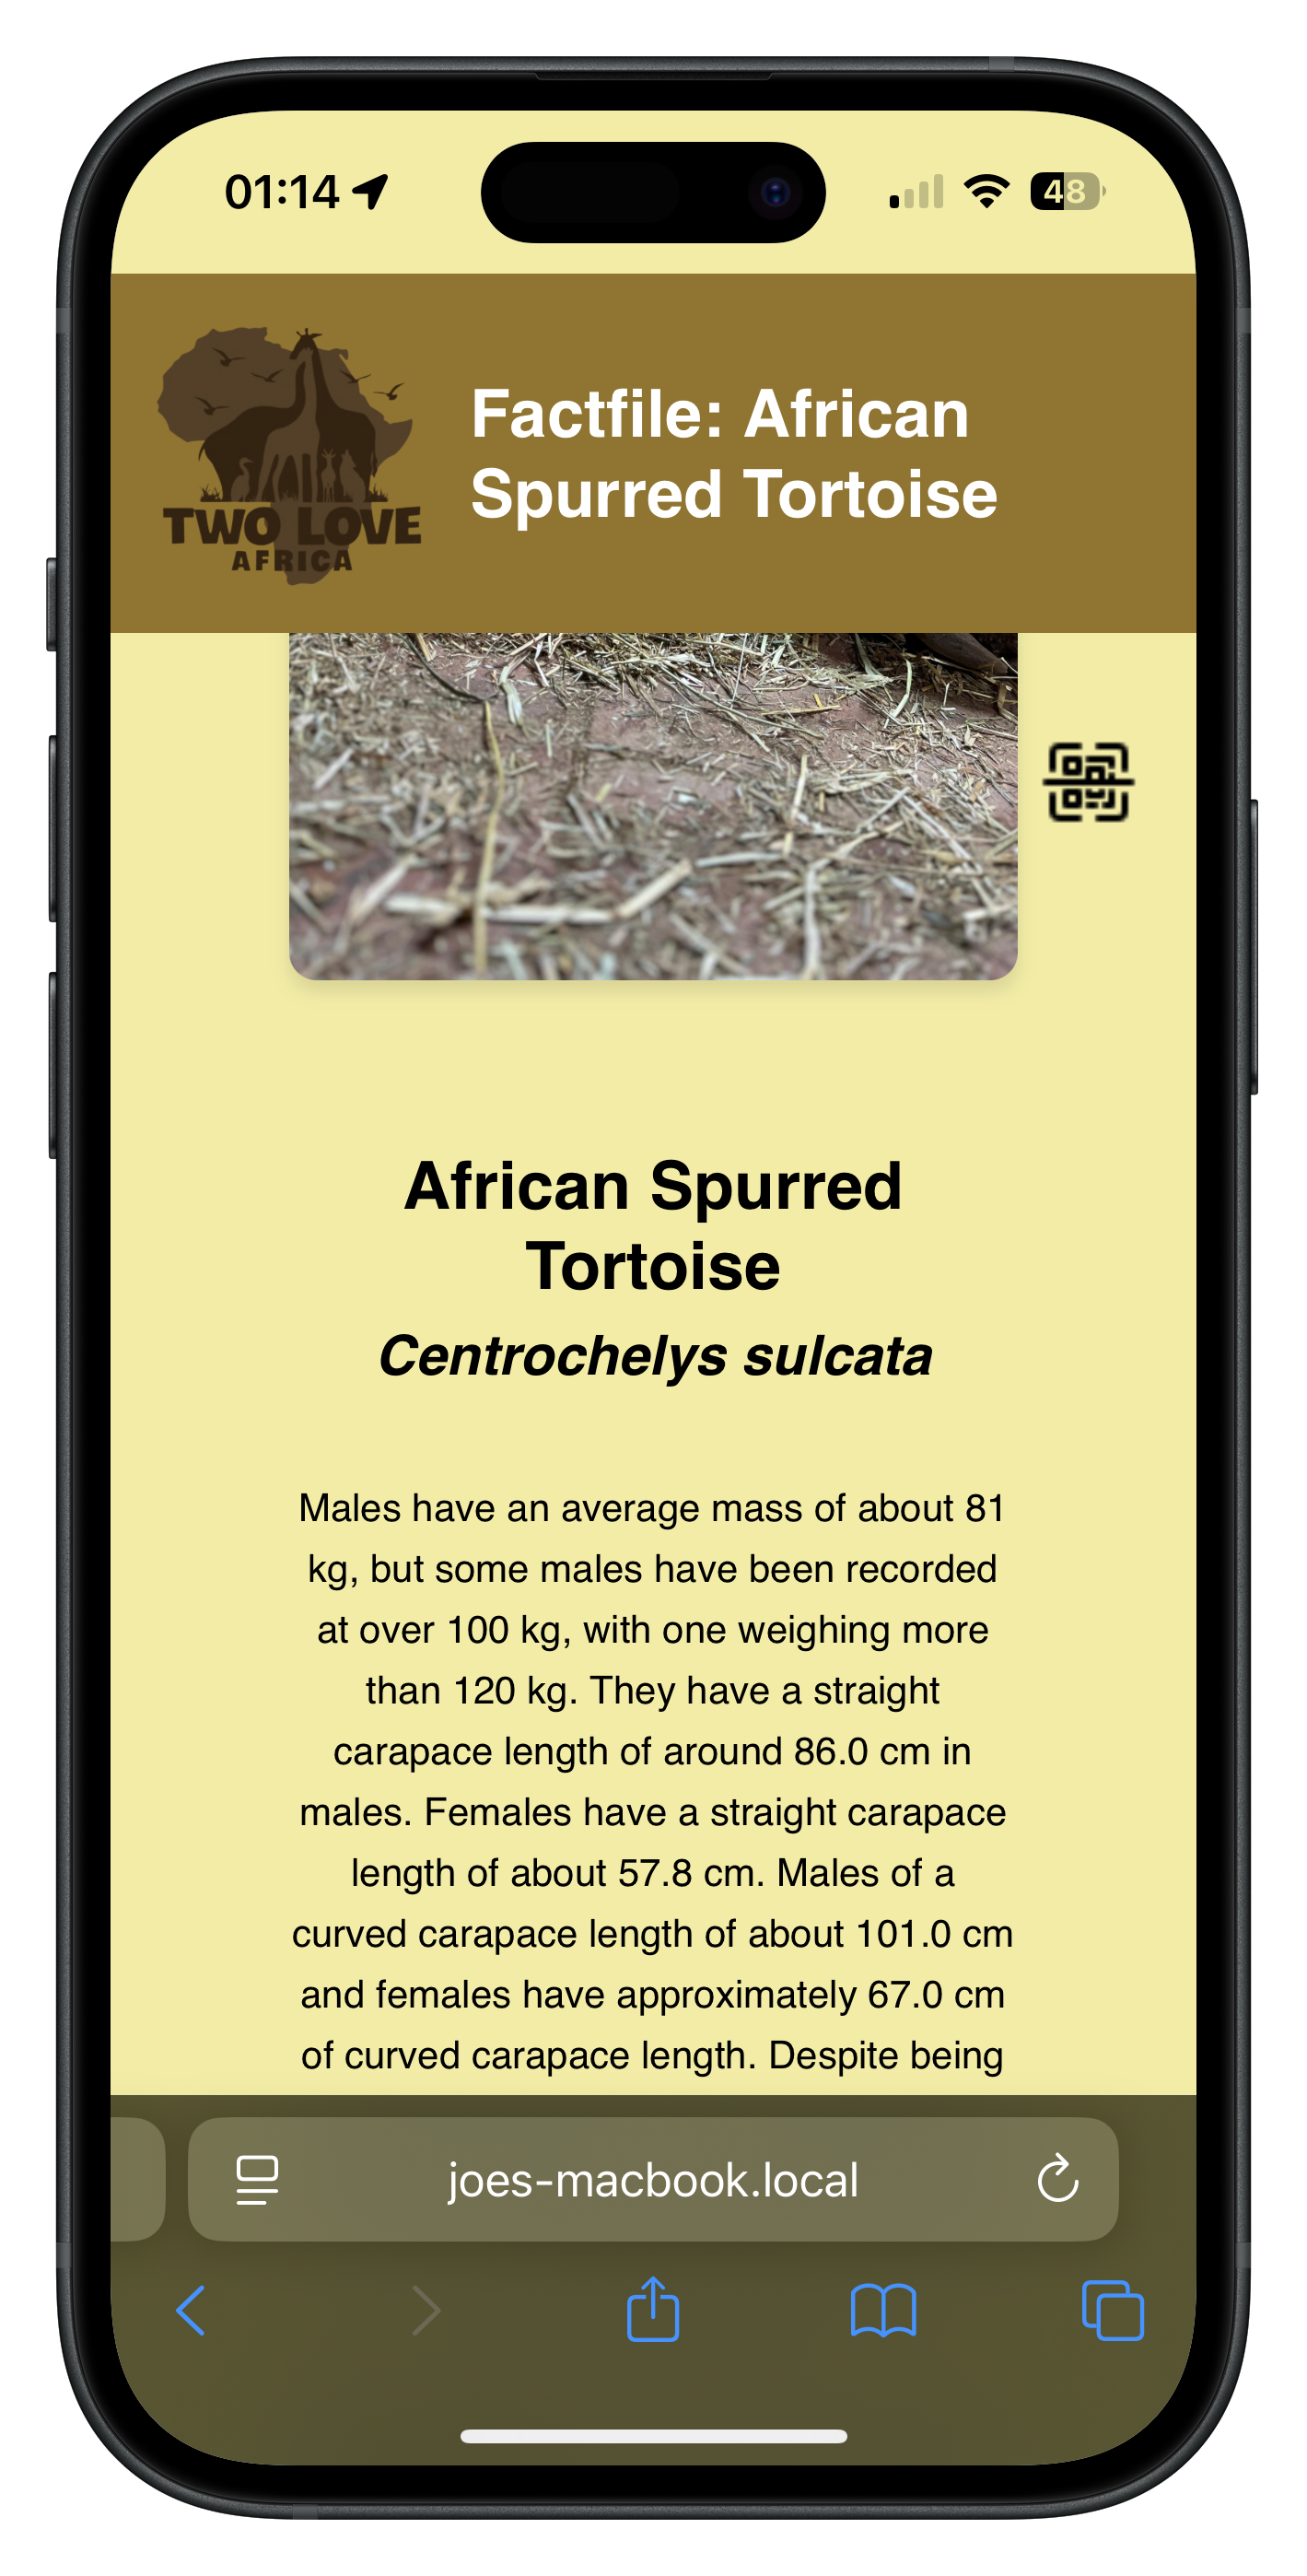 01:14
48
TWO LOVE
AFRICA
Factfile: African
Spurred Tortoise
African Spurred
Tortoise
Centrochelys sulcata
Males have an average mass of about 81
kg, but some males have been recorded
at over 100 kg, with one weighing more
than 120 kg. They have a straight
carapace length of around 86.0 cm in
males. Females have a straight carapace
length of about 57.8 cm. Males of a
curved carapace length of about 101.0 cm
and females have approximately 67.0 cm
of curved carapace length. Despite being
joes-macbook.local